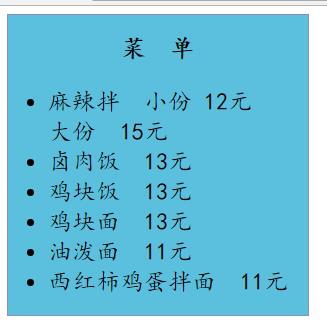 菜 单
麻辣拌 小份 12元
大份 15元
卤肉饭 13元
鸡块饭 13元
鸡块面 13元
油泼面 11元
西红柿鸡蛋拌面 11元